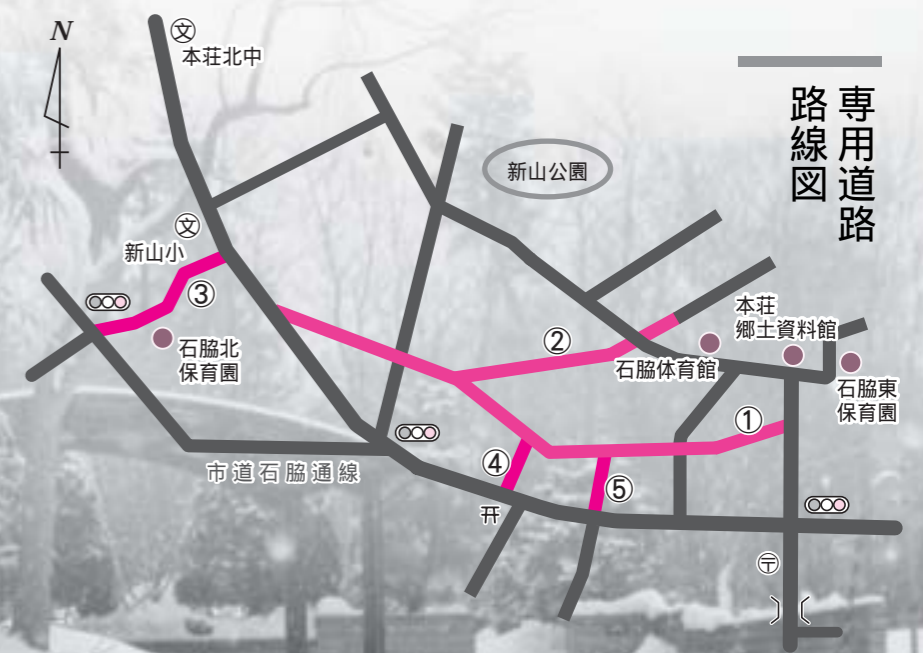 専用道路
路線図
N
文
本荘北中
新山公園
文
新山小
③
石脇北
保育園
②
本荘
郷土資料館
石脇体育館
石脇東
保育園
①
市道石脇通線
④
⑤
〒